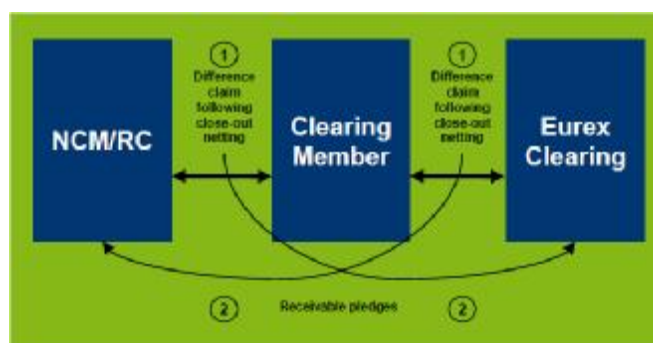 1
1
Difference
claim
following
close-out
netting
Difference
claim
following
close-out
netting
NCM/RC
Clearing
Member
Eurex
Clearing
2
Receivable pledges
2